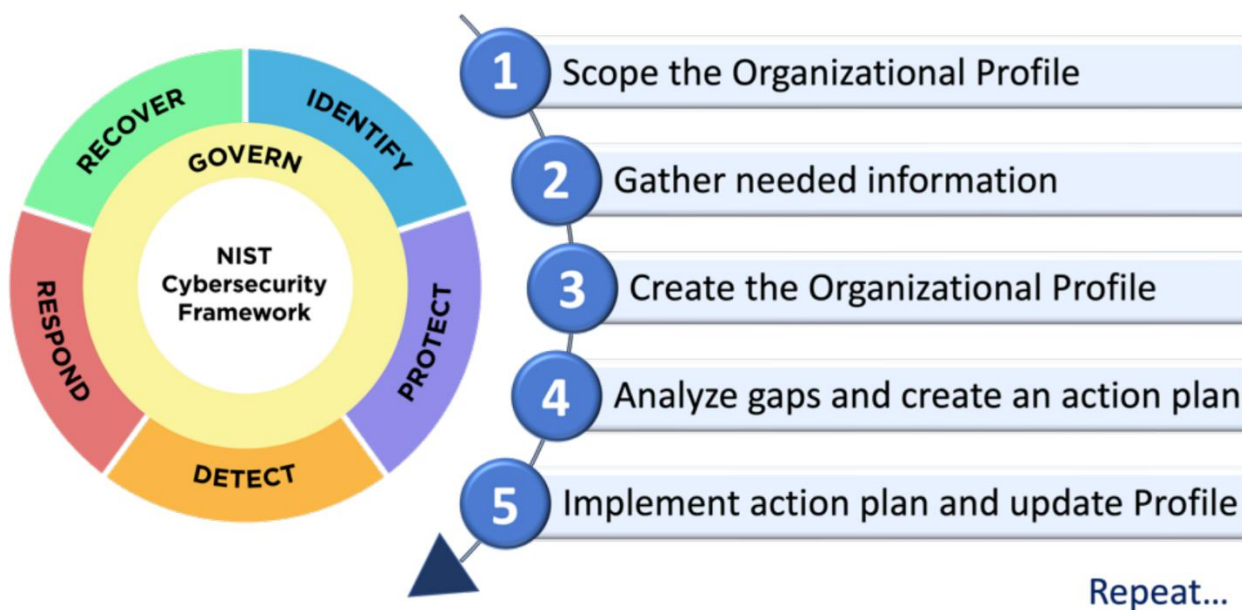 RECOVER
IDENTIFY
GOVERN
NIST
Cybersecurity
Framework
RESPOND
PROTECT
DETECT
1 Scope the Organizational Profile
2 Gather needed information
3 Create the Organizational Profile
4 Analyze gaps and create an action plan
5 Implement action plan and update Profile
Repeat...